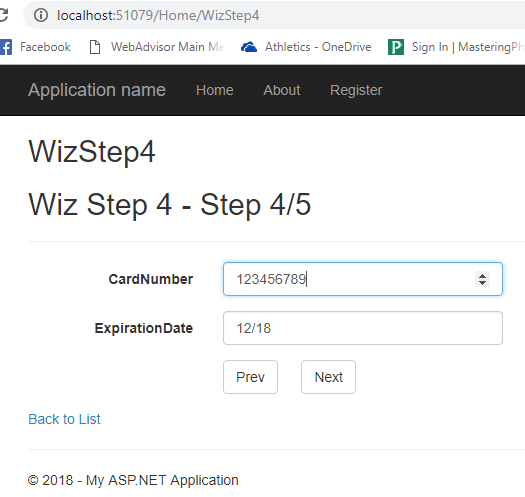 localhost:51079/Home/WizStep4
Facebook WebAdvisor Main Me Athletics - OneDrive Sign In | MasteringPh
Application name Home About Register
WizStep4
Wiz Step 4 - Step 4/5
CardNumber 123456789
ExpirationDate 12/18
Prev Next
Back to List
© 2018 - My ASP.NET Application